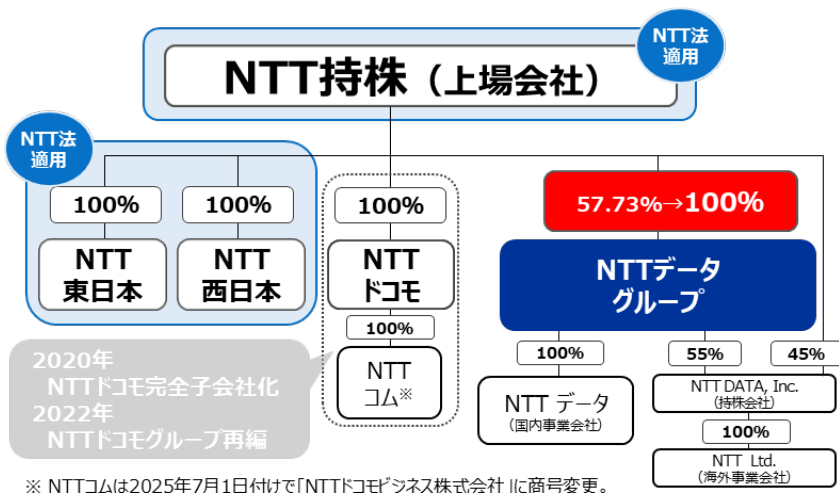 NTT法
適用
NTT持株（上場会社）
NTT法
適用
100%
100%
100%
57.73%→100%
NTT
東日本
NTT
西日本
NTT
ドコモ
NTTデータ
グループ
100%
100%
55%
45%
2020年
NTTドコモ完全子会社化
2022年
NTTドコモグループ再編
NTT
コム※
NTT データ
（国内事業会社）
NTT DATA, Inc.
（持株会社）
100%
NTT Ltd.
（海外事業会社）
※ NTTコムは2025年7月1日付けで「NTTドコモビジネス株式会社」に商号変更。